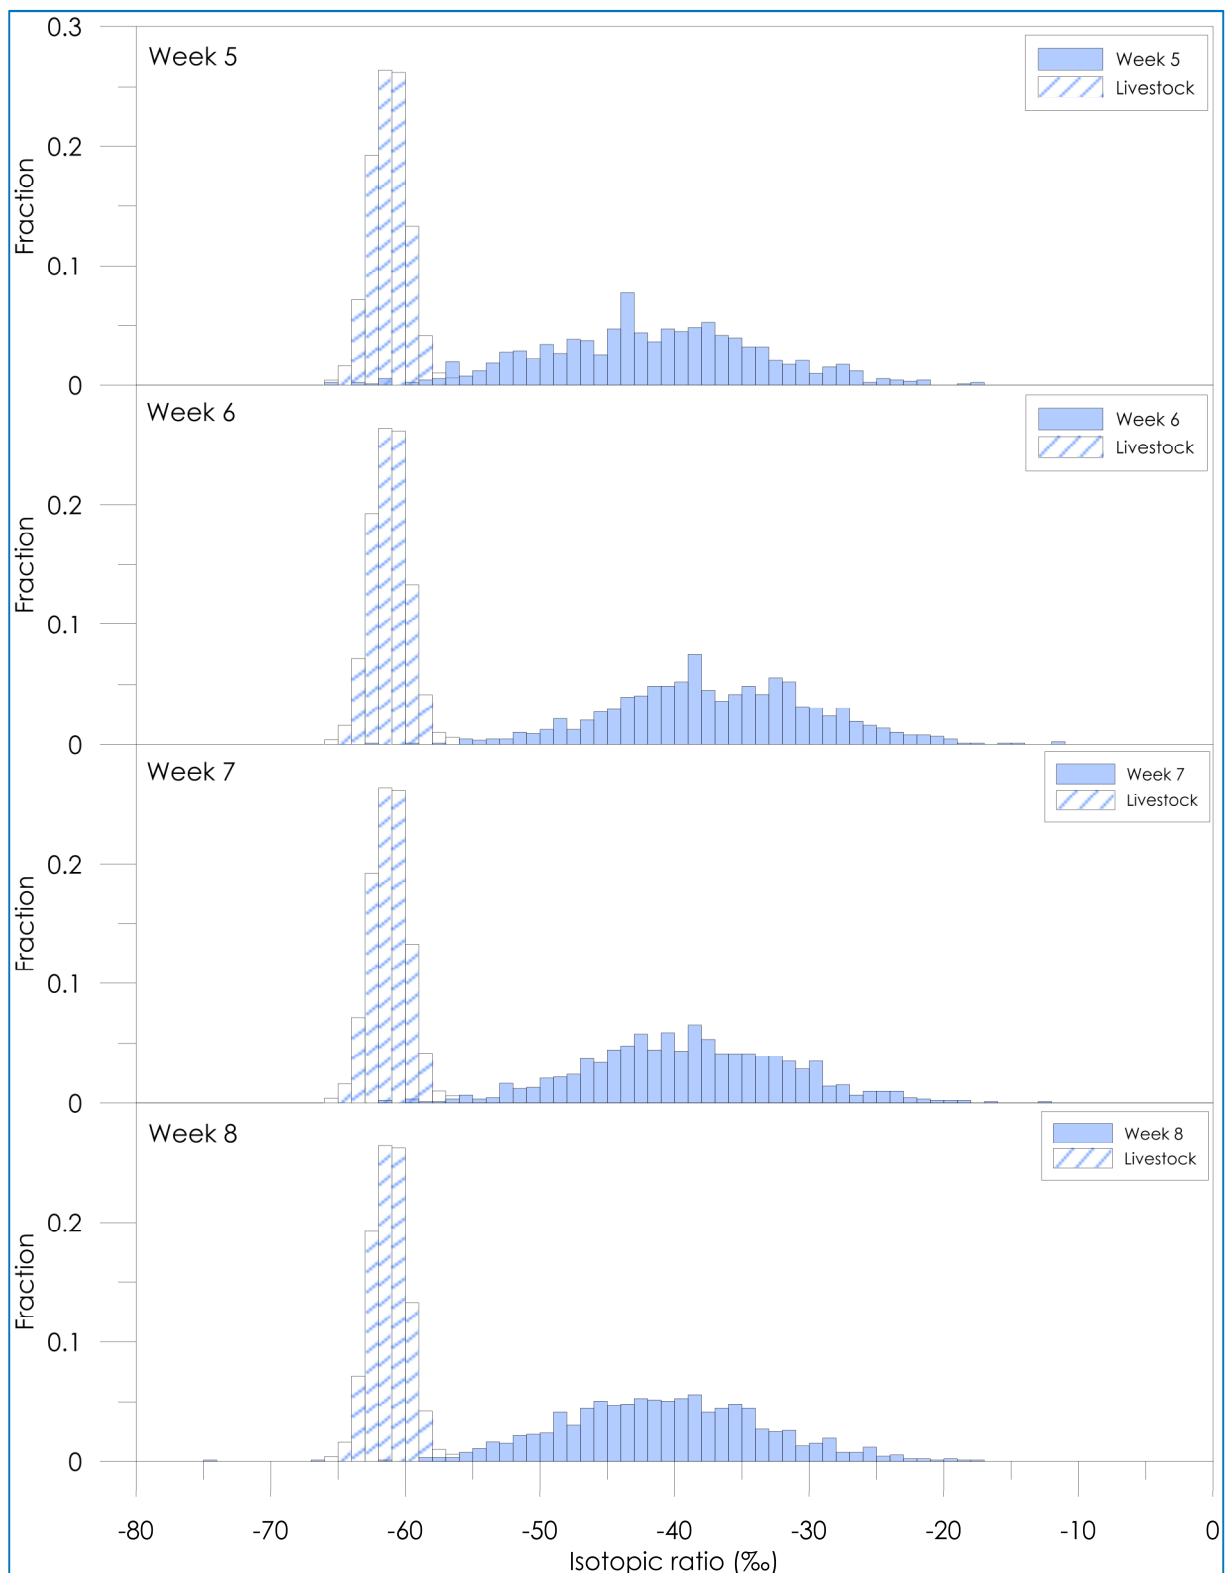 0.3
Week 5
Week 5
Livestock
0.2
Fraction
0.1
0
Week 6
Week 6
Livestock
0.2
Fraction
0.1
0
Week 7
Week 7
Livestock
0.2
Fraction
0.1
0
Week 8
Week 8
Livestock
0.2
Fraction
0.1
0
-80 -70 -60 -50 -40 -30 -20 -10 0
Isotopic ratio (‰)